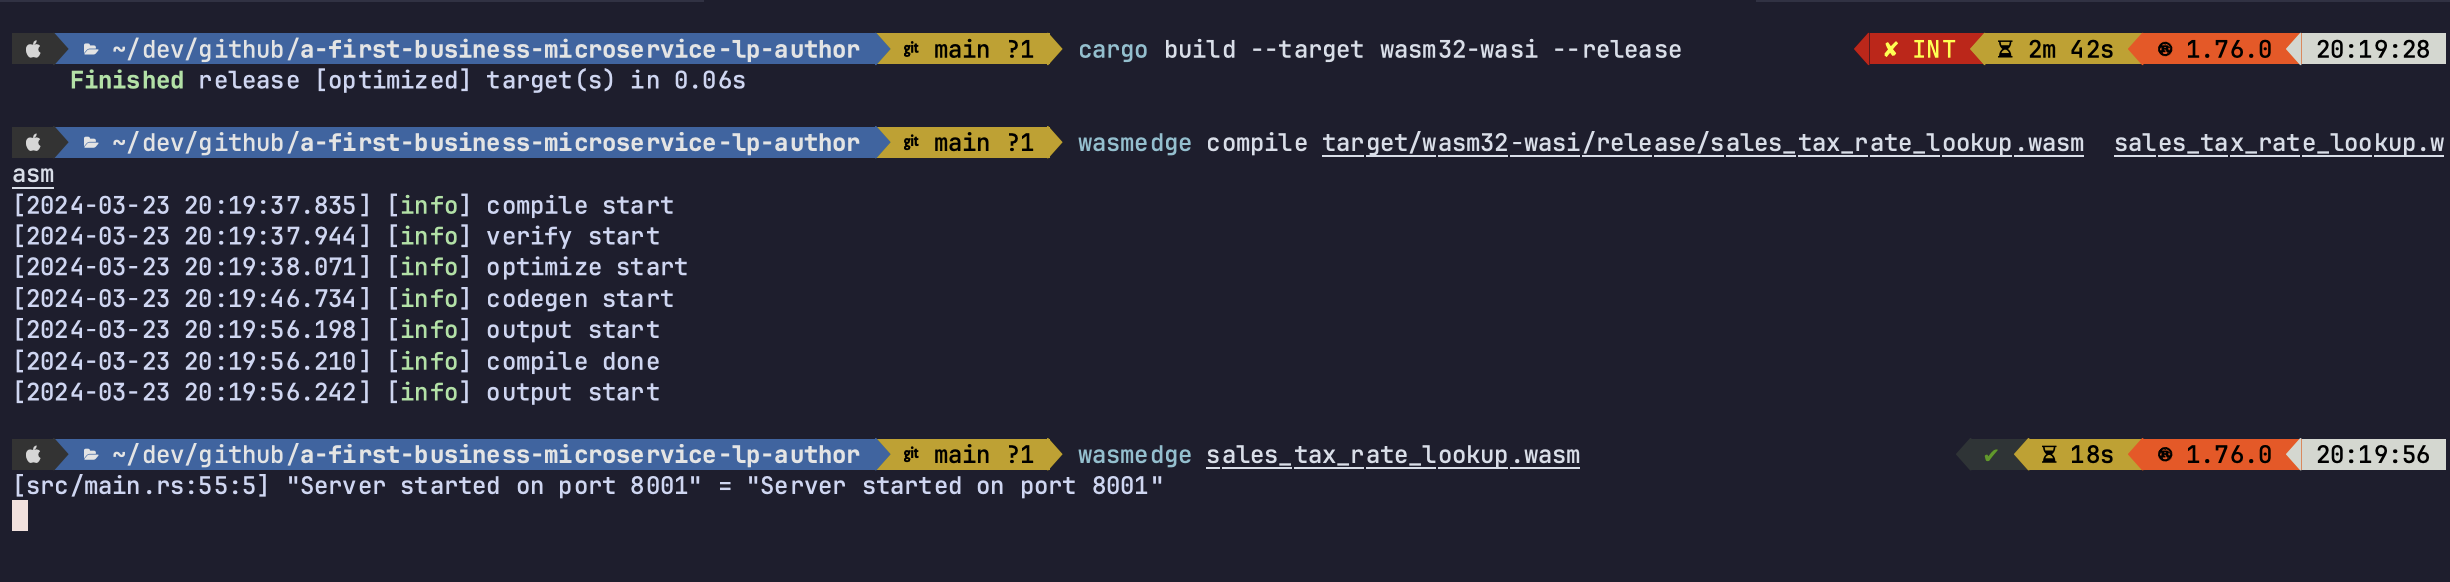 ~/dev/github/a-first-business-microservice-lp-author git main ?1 cargo build --target wasm32-wasi --release ✘ INT 2m 42s 1.76.0 20:19:28
Finished release [optimized] target(s) in 0.06s
~/dev/github/a-first-business-microservice-lp-author git main ?1 wasmedge compile target/wasm32-wasi/release/sales_tax_rate_lookup.wasm sales_tax_rate_lookup.w
asm
[2024-03-23 20:19:37.835] [info] compile start
[2024-03-23 20:19:37.944] [info] verify start
[2024-03-23 20:19:38.071] [info] optimize start
[2024-03-23 20:19:46.734] [info] codegen start
[2024-03-23 20:19:56.198] [info] output start
[2024-03-23 20:19:56.210] [info] compile done
[2024-03-23 20:19:56.242] [info] output start
~/dev/github/a-first-business-microservice-lp-author git main ?1 wasmedge sales_tax_rate_lookup.wasm ✔ 18s 1.76.0 20:19:56
[src/main.rs:55:5] "Server started on port 8001" = "Server started on port 8001"